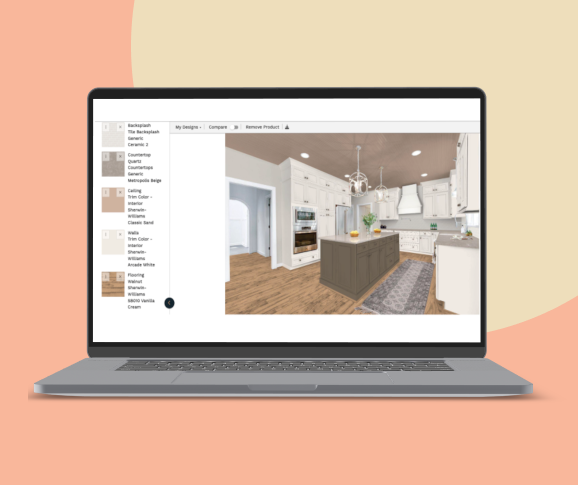 Backsplash
Tile Backsplash
Generic
Ceramic 2
My Designs
Compare
Remove Product
Countertop
Quartz
Countertops
Generic
Metropolis Beige
Ceiling
Trim Color -
Interior
Sherwin-
Williams
Classic Sand
Walls
Trim Color -
Interior
Sherwin-
Williams
Arcade White
Flooring
Walnut
Sherwin-
Williams
Vanilla
Cream